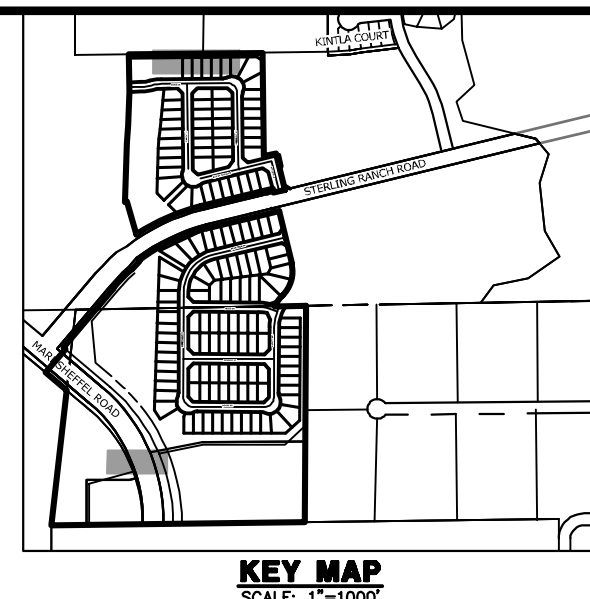 KINTLA COURT
STERLING RANCH ROAD
MARKSHEFFEL ROAD
KEY MAP
SCALE: 1"=1000'